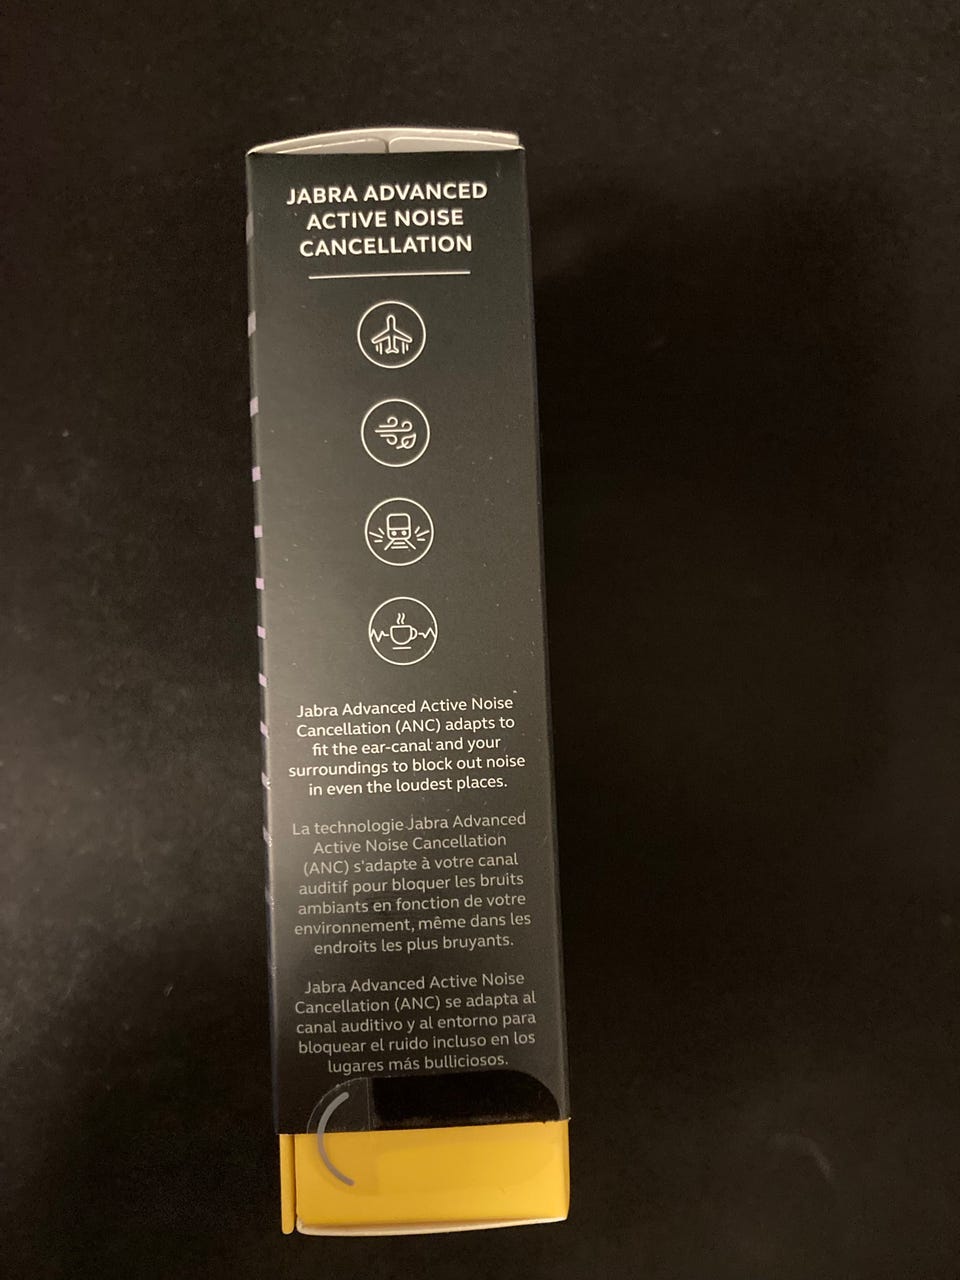 JABRA ADVANCED
ACTIVE NOISE
CANCELLATION
Jabra Advanced Active Noise
Cancellation (ANC) adapts to
fit the ear-canal and your
surroundings to block out noise
in even the loudest places.
La technologie Jabra Advanced
Active Noise Cancellation
(ANC) s'adapte à votre canal
auditif pour bloquer les bruits
ambiants en fonction de votre
environnement, même dans les
endroits les plus bruyants.
Jabra Advanced Active Noise
Cancellation (ANC) se adapta al
canal auditivo y al entorno para
bloquear el ruido incluso en los
lugares más bulliciosos.